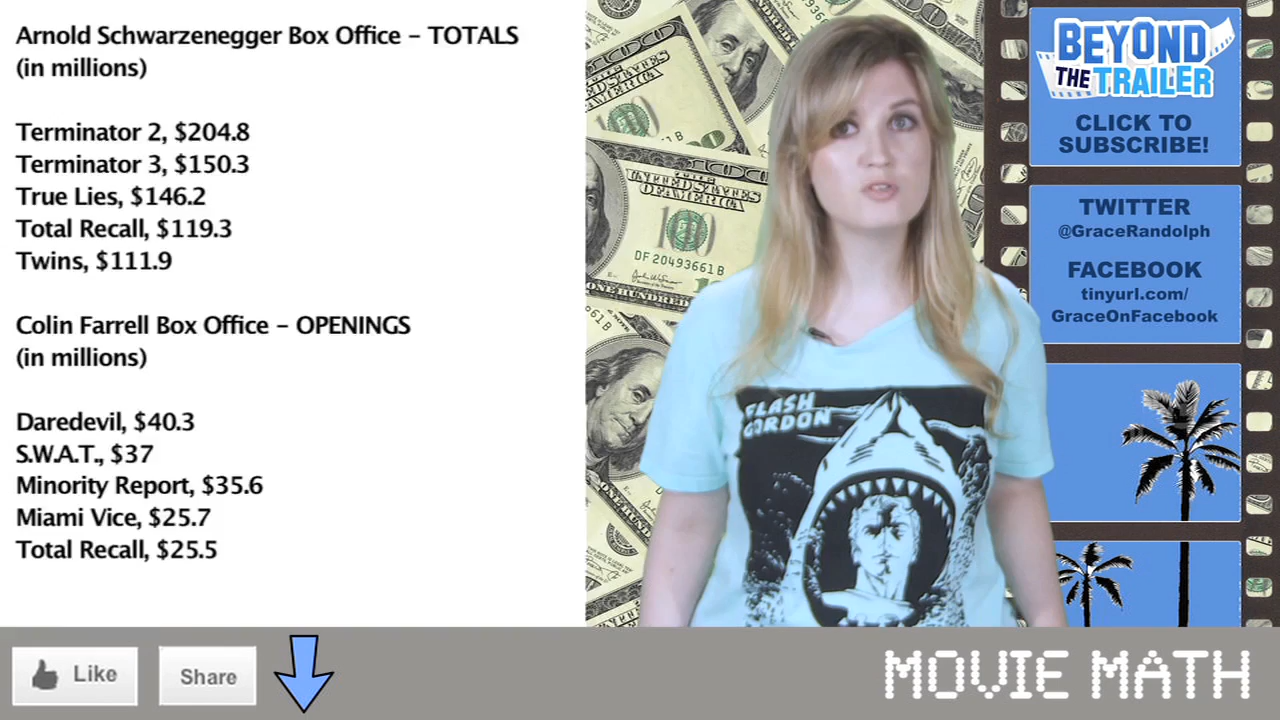 Arnold Schwarzenegger Box Office - TOTALS
(in millions)
Terminator 2, $204.8
Terminator 3, $150.3
True Lies, $146.2
Total Recall, $119.3
Twins, $111.9
Colin Farrell Box Office - OPENINGS
(in millions)
Daredevil, $40.3
S.W.A.T., $37
Minority Report, $35.6
Miami Vice, $25.7
Total Recall, $25.5
DF 20493661B
FLASH
GORDON
BEYOND
THE TRAILER
CLICK TO
SUBSCRIBE!
TWITTER
@GraceRandolph
FACEBOOK
tinyurl.com/
GraceOnFacebook
Like
Share
MOVIE MATH